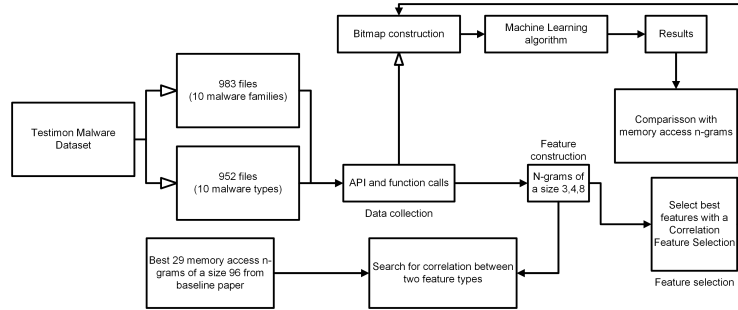 Bitmap construction
Machine Learning
algorithm
Results
983 files
(10 malware families)
Testimon Malware
Dataset
Comparisson with
memory access n-grams
952 files
(10 malware types)
API and function calls
Data collection
Feature
construction
N-grams of
a size 3,4,8
Select best
features with a
Correlation
Feature Selection
Feature selection
Best 29 memory access n-
grams of a size 96 from
baseline paper
Search for correlation between
two feature types